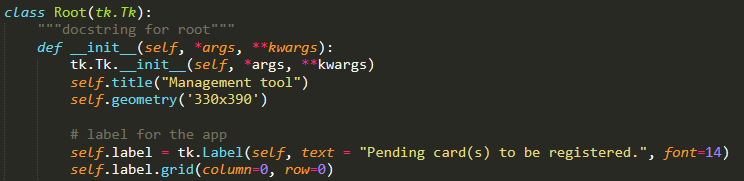 class Root(tk.Tk):
    """docstring for root"""
    def __init__(self, *args, **kwargs):
        tk.Tk.__init__(self, *args, **kwargs)
        self.title("Management tool")
        self.geometry('330x390')

        # label for the app
        self.label = tk.Label(self, text = "Pending card(s) to be registered.", font=14)
        self.label.grid(column=0, row=0)